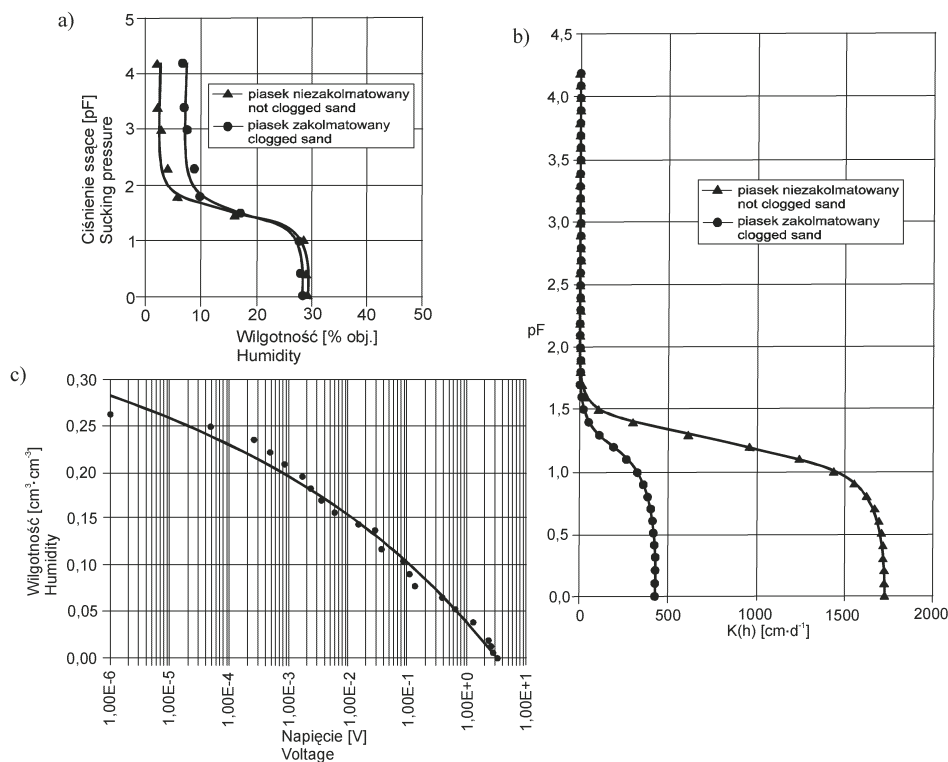 a)
5
4
3
2
1
0
Ciśnienie ssące [pF]
Sucking pressure
piasek niezakolmatowany
not clogged sand
piasek zakolmatowany
clogged sand
0 10 20 30 40 50
Wilgotność [% obj.]
Humidity
b)
4,5
4,0
3,5
3,0
2,5
pF
2,0
1,5
1,0
0,5
0,0
piasek niezakolmatowany
not clogged sand
piasek zakolmatowany
clogged sand
0 500 1000 1500 2000
K(h) [cm·d⁻¹]
c)
0,30
0,25
0,20
0,15
0,10
0,05
0,00
Wilgotność [cm³·cm⁻³]
Humidity
1,00E-6 1,00E-5 1,00E-4 1,00E-3 1,00E-2 1,00E-1 1,00E+0 1,00E+1
Napięcie [V]
Voltage